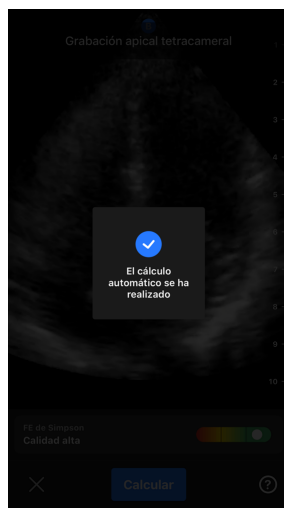 Grabación apical tetracameral
2
3
4
5
6
7
8
9
10
El cálculo
automático se ha
realizado
FE de Simpson
Calidad alta
Calcular
?